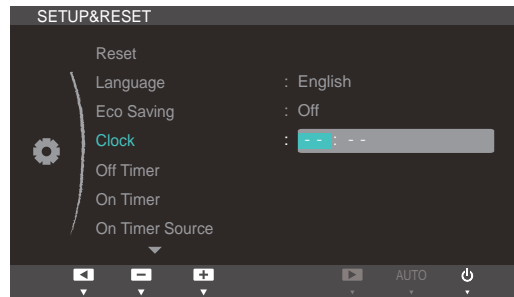 SETUP&RESET
Reset
Language : English
Eco Saving : Off
Clock : - - : - -
Off Timer
On Timer
On Timer Source
AUTO